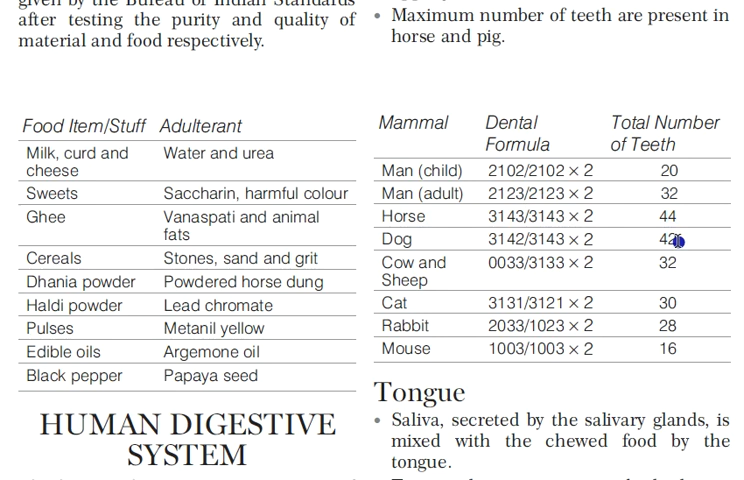 given by the Bureau of Indian Standards
after testing the purity and quality of
material and food respectively.
Food Item/Stuff Adulterant
Milk, curd and cheese Water and urea
Sweets Saccharin, harmful colour
Ghee Vanaspati and animal fats
Cereals Stones, sand and grit
Dhania powder Powdered horse dung
Haldi powder Lead chromate
Pulses Metanil yellow
Edible oils Argemone oil
Black pepper Papaya seed
HUMAN DIGESTIVE
SYSTEM
• Maximum number of teeth are present in
horse and pig.
Mammal Dental Formula Total Number of Teeth
Man (child) 2102/2102 × 2 20
Man (adult) 2123/2123 × 2 32
Horse 3143/3143 × 2 44
Dog 3142/3143 × 2 42
Cow and Sheep 0033/3133 × 2 32
Cat 3131/3121 × 2 30
Rabbit 2033/1023 × 2 28
Mouse 1003/1003 × 2 16
Tongue
• Saliva, secreted by the salivary glands, is
mixed with the chewed food by the
tongue.